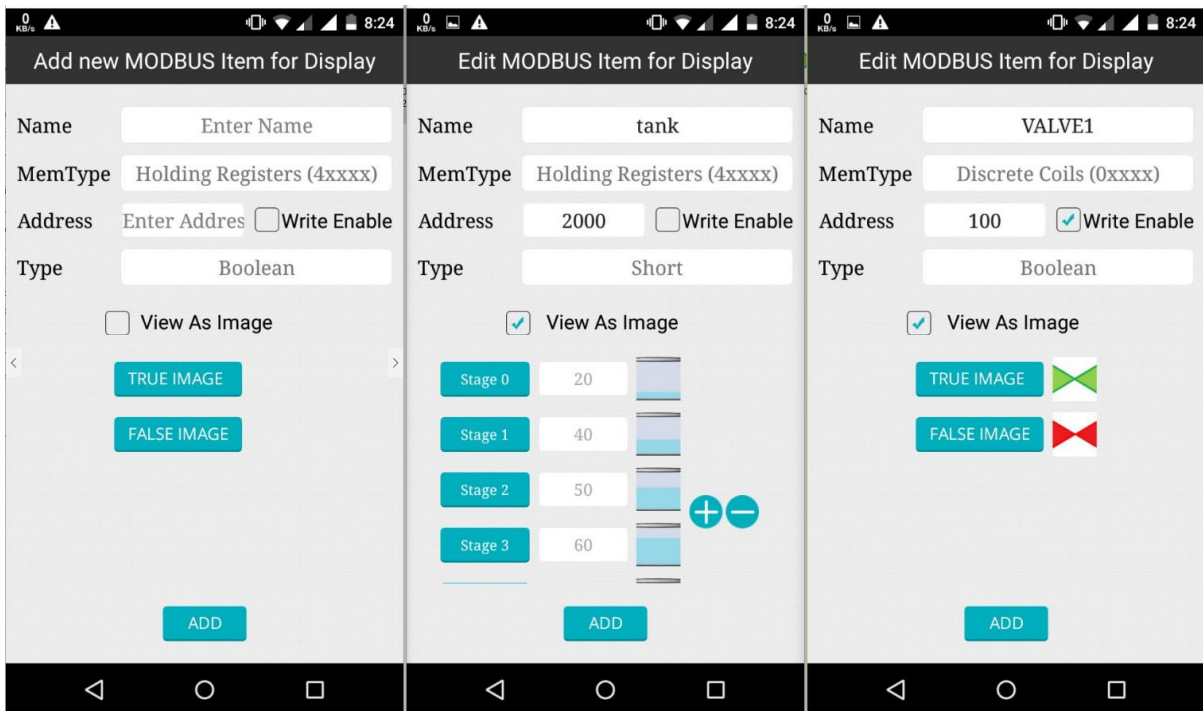 0
KB/s
8:24
Add new MODBUS Item for Display
Name Enter Name
MemType Holding Registers (4xxxx)
Address Enter Addres Write Enable
Type Boolean
View As Image
TRUE IMAGE
FALSE IMAGE
ADD
0
KB/s
8:24
Edit MODBUS Item for Display
Name tank
MemType Holding Registers (4xxxx)
Address 2000 Write Enable
Type Short
View As Image
Stage 0 20
Stage 1 40
Stage 2 50
Stage 3 60
ADD
0
KB/s
8:24
Edit MODBUS Item for Display
Name VALVE1
MemType Discrete Coils (0xxxx)
Address 100 Write Enable
Type Boolean
View As Image
TRUE IMAGE
FALSE IMAGE
ADD